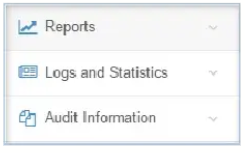 Reports
Logs and Statistics
Audit Information